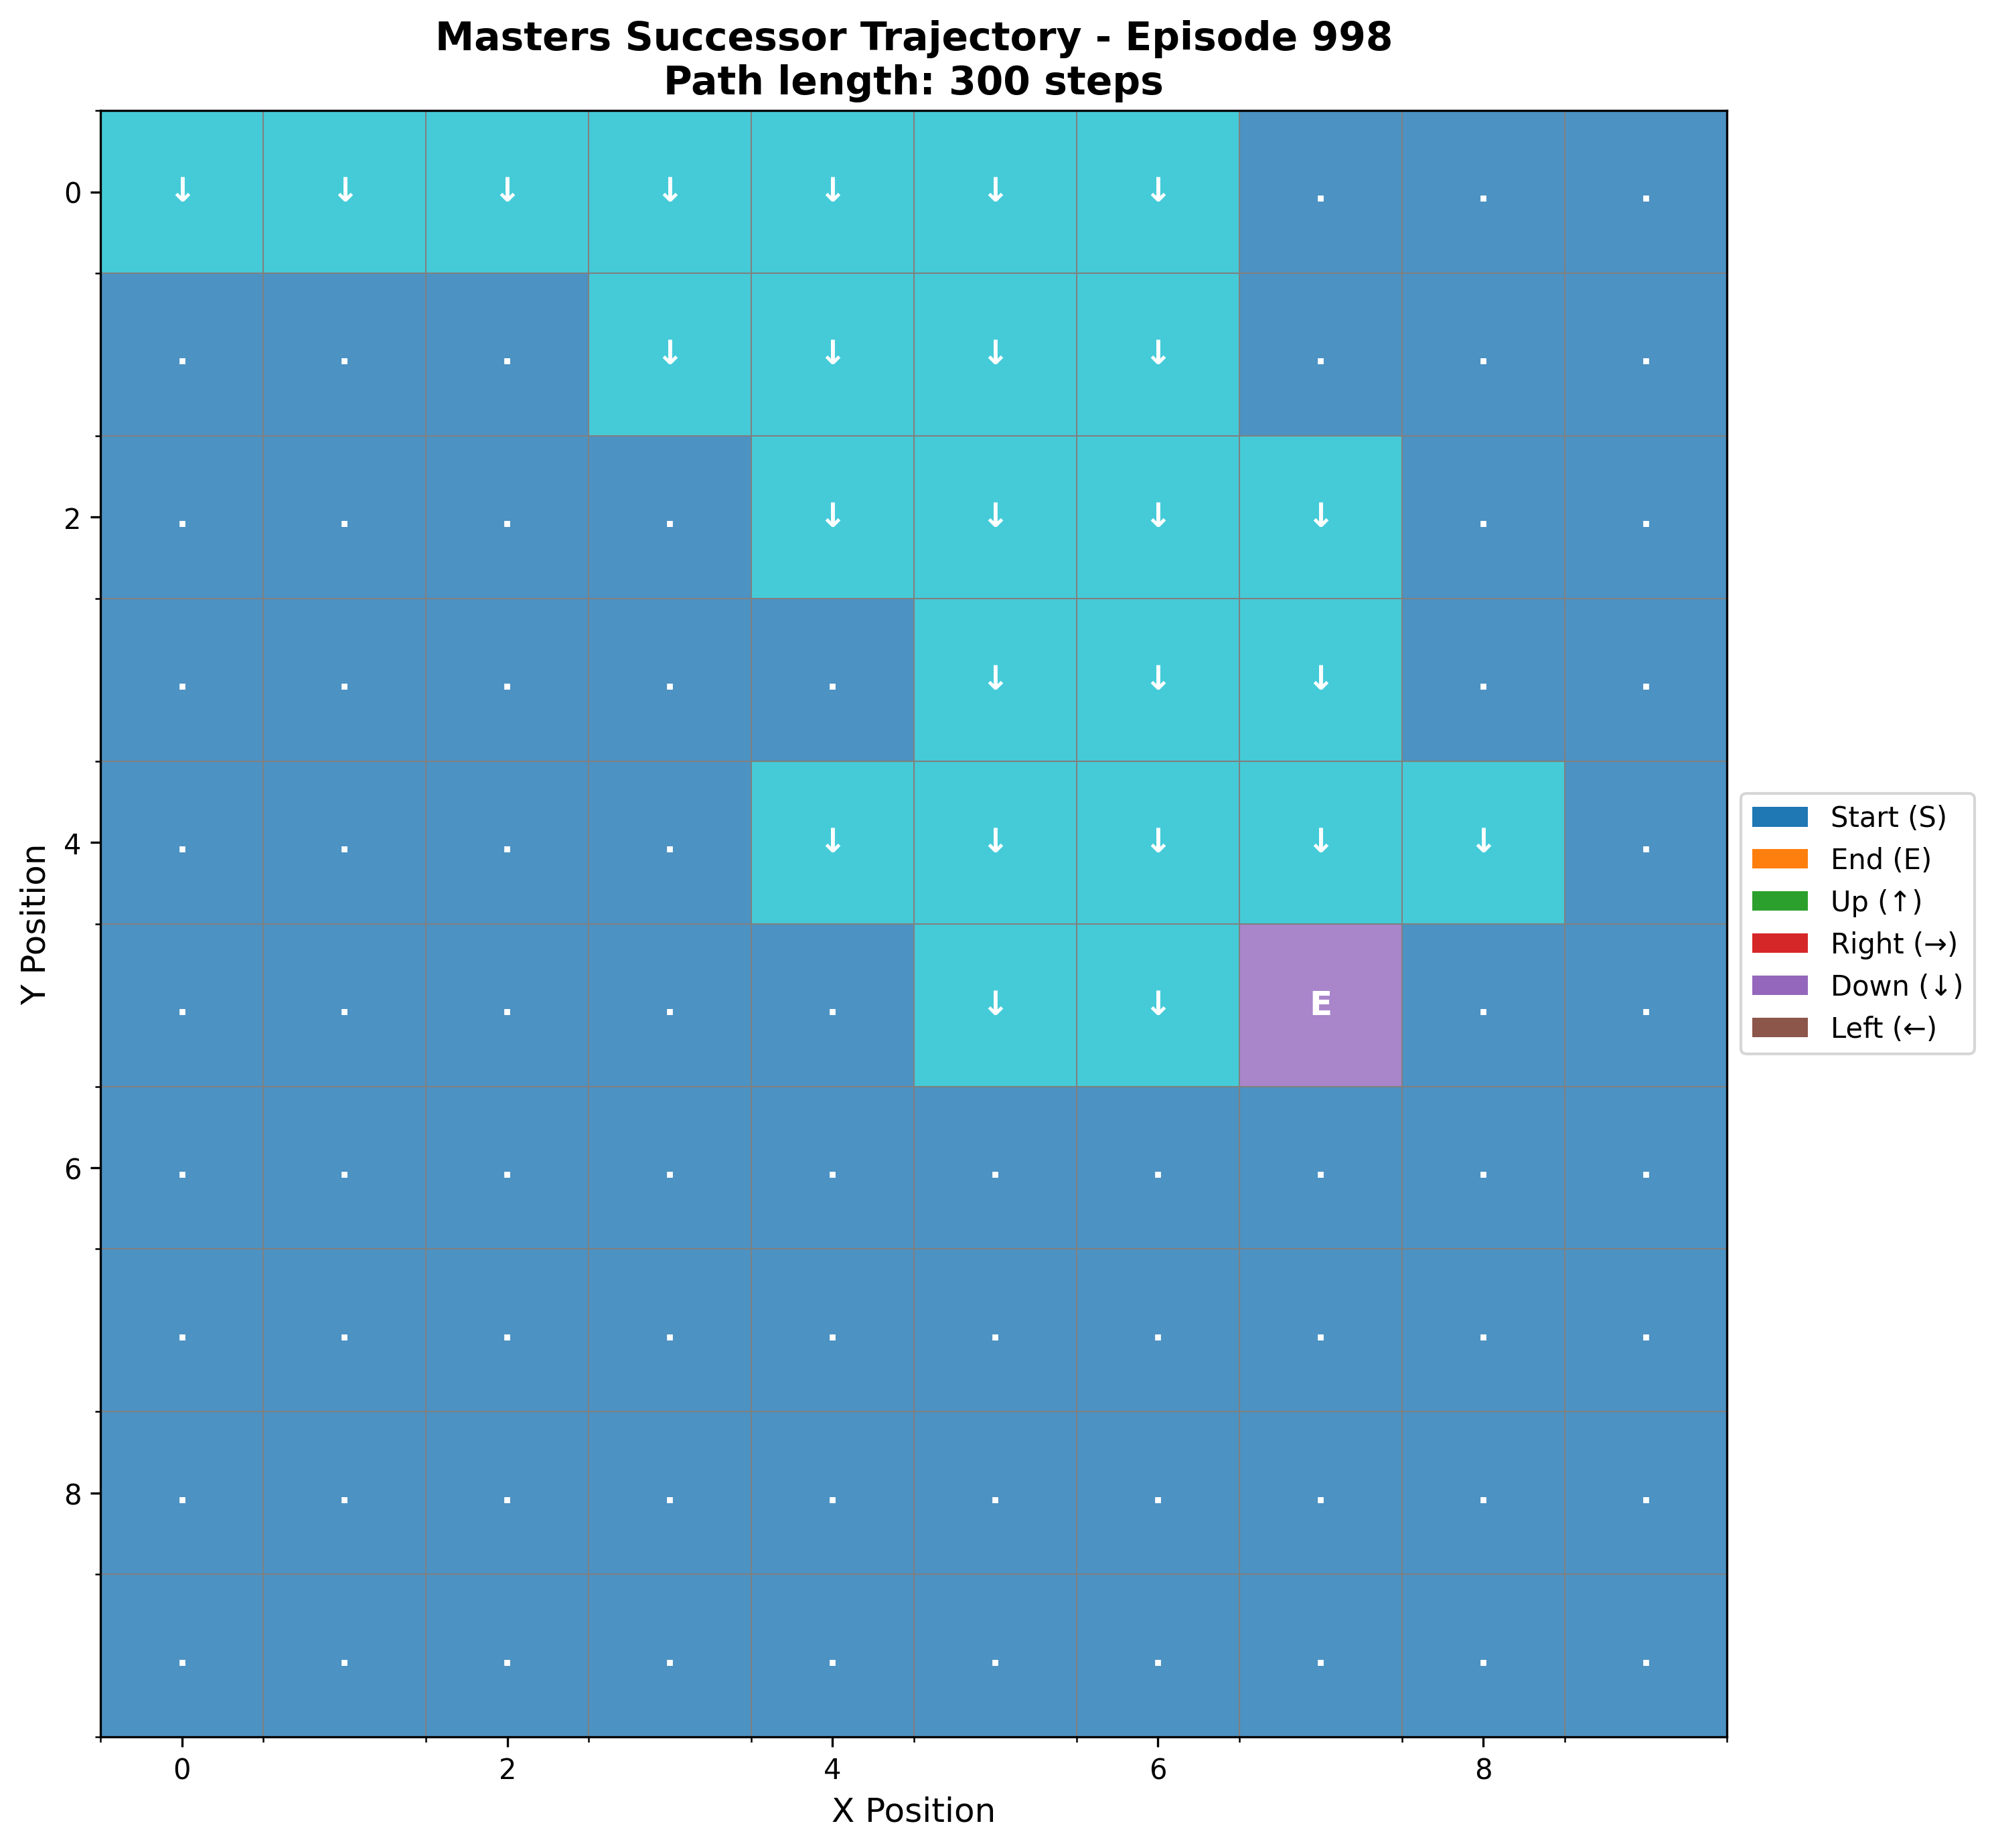 Masters Successor Trajectory - Episode 998
Path length: 300 steps
0 ↓ ↓ ↓ ↓ ↓ ↓ ↓ . . .
. . . ↓ ↓ ↓ ↓ . . .
2 . . . . ↓ ↓ ↓ ↓ . .
. . . . . ↓ ↓ ↓ . .
4 . . . . ↓ ↓ ↓ ↓ ↓ .
. . . . . ↓ ↓ E . .
6 . . . . . . . . . .
. . . . . . . . . .
8 . . . . . . . . . .
. . . . . . . . . .
0 2 4 6 8
X Position
Y Position
Start (S)
End (E)
Up (↑)
Right (→)
Down (↓)
Left (←)